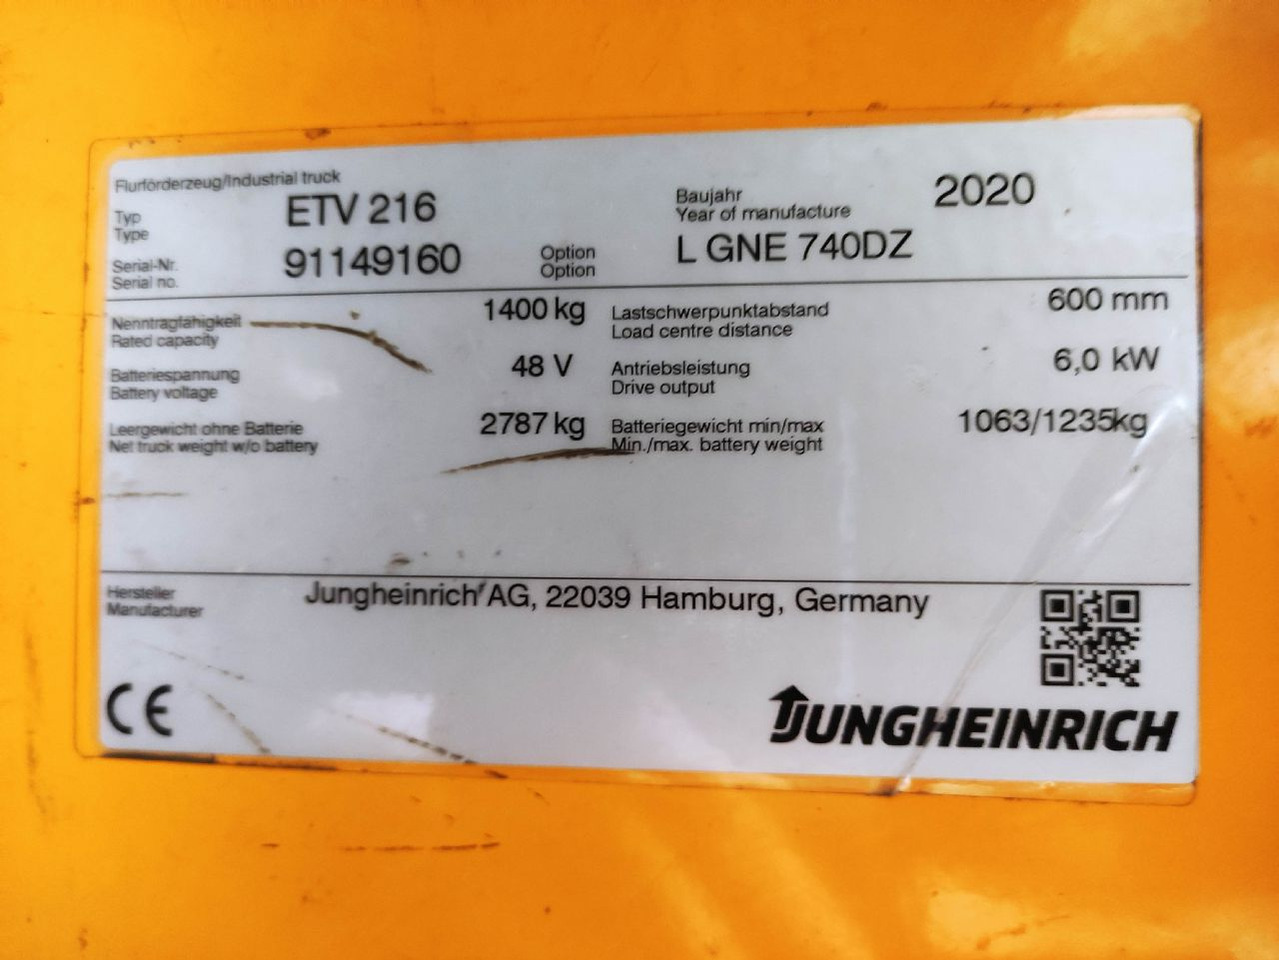 Flurförderzeug/Industrial truck
Typ
Type
ETV 216
Baujahr
Year of manufacture
2020
Serial-Nr.
Serial no.
91149160
Option
Option
L GNE 740DZ
Nenntragfähigkeit
Rated capacity
1400 kg
Lastschwerpunktabstand
Load centre distance
600 mm
Batteriespannung
Battery voltage
48 V
Antriebsleistung
Drive output
6,0 kW
Leergewicht ohne Batterie
Net truck weight w/o battery
2787 kg
Batteriegewicht min/max
Min./max. battery weight
1063/1235kg
Hersteller
Manufacturer
Jungheinrich AG, 22039 Hamburg, Germany
CE
JUNGHEINRICH